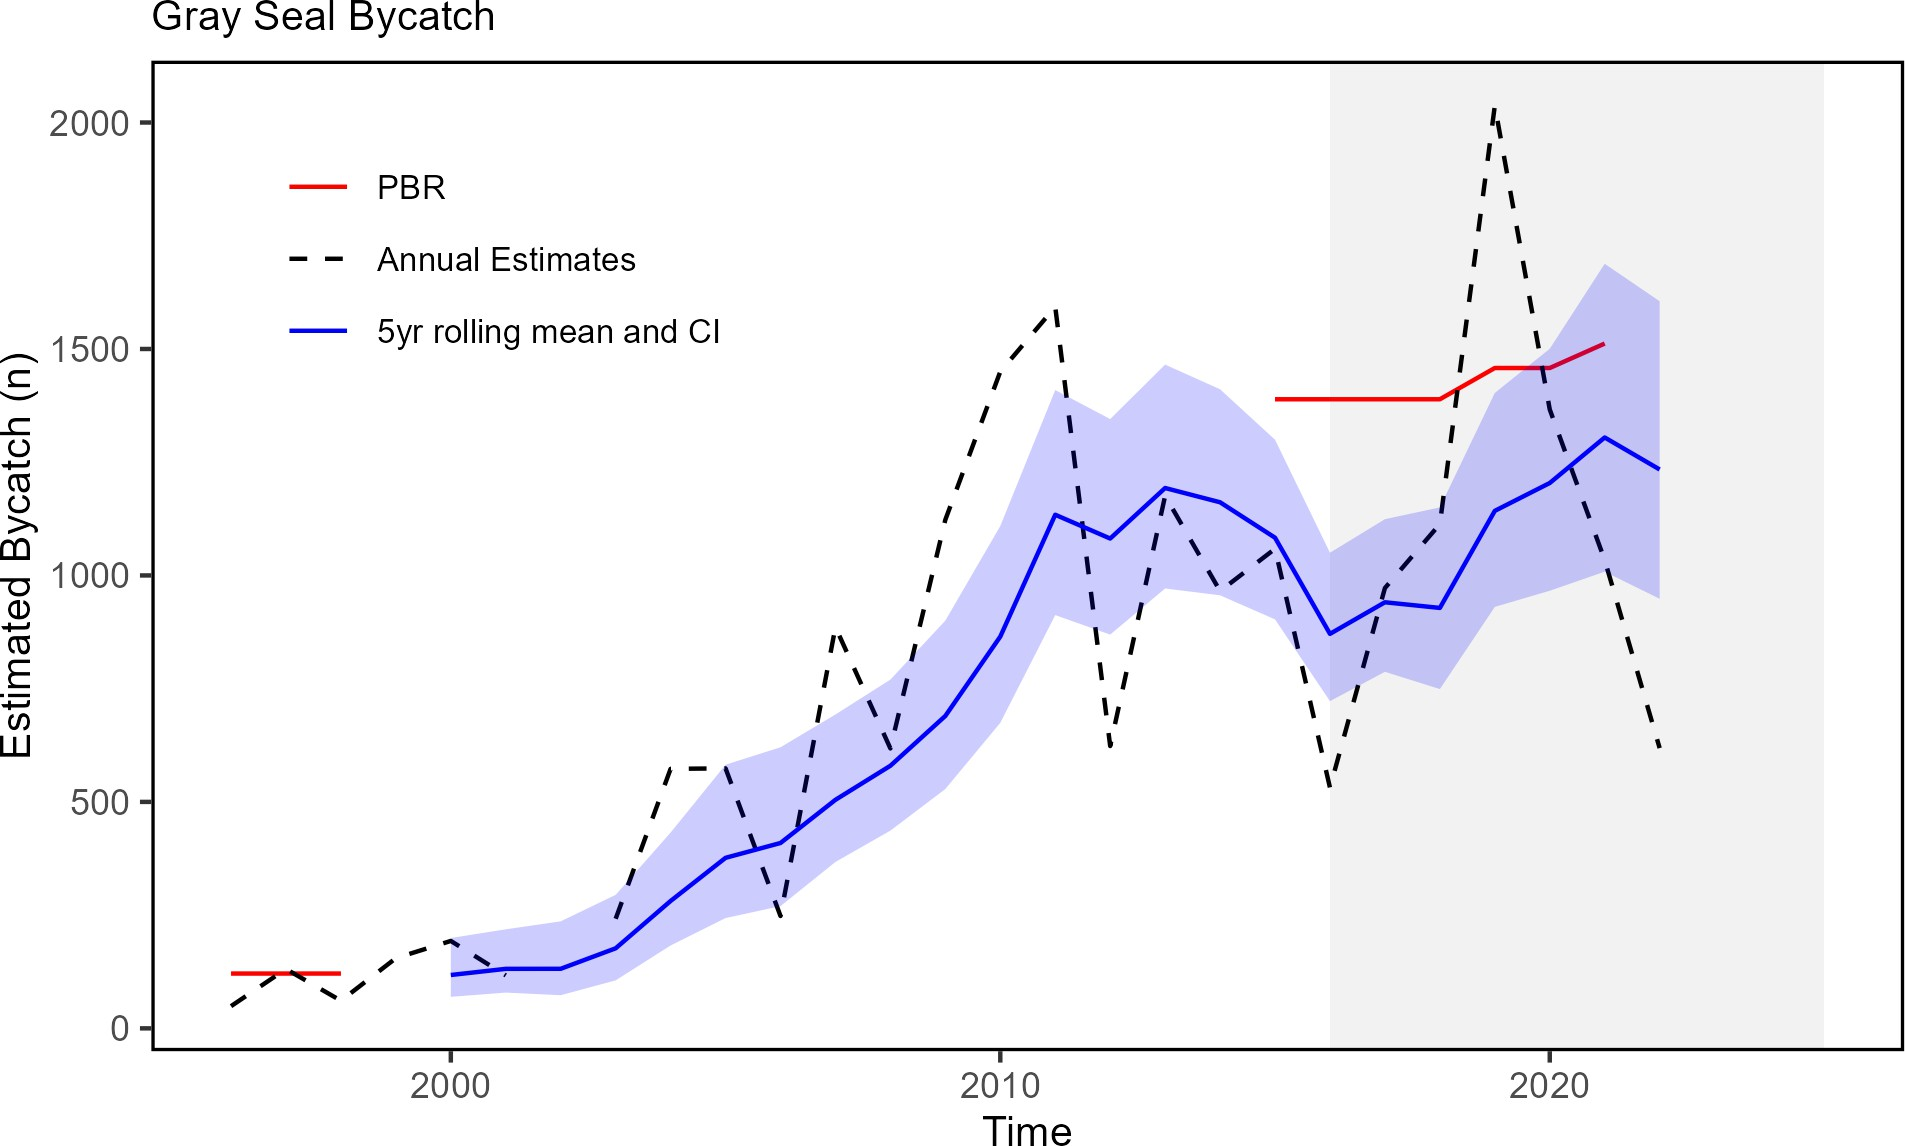 Gray Seal Bycatch
Estimated Bycatch (n)
2000
1500
1000
500
0
PBR
Annual Estimates
5yr rolling mean and CI
2000
2010
2020
Time